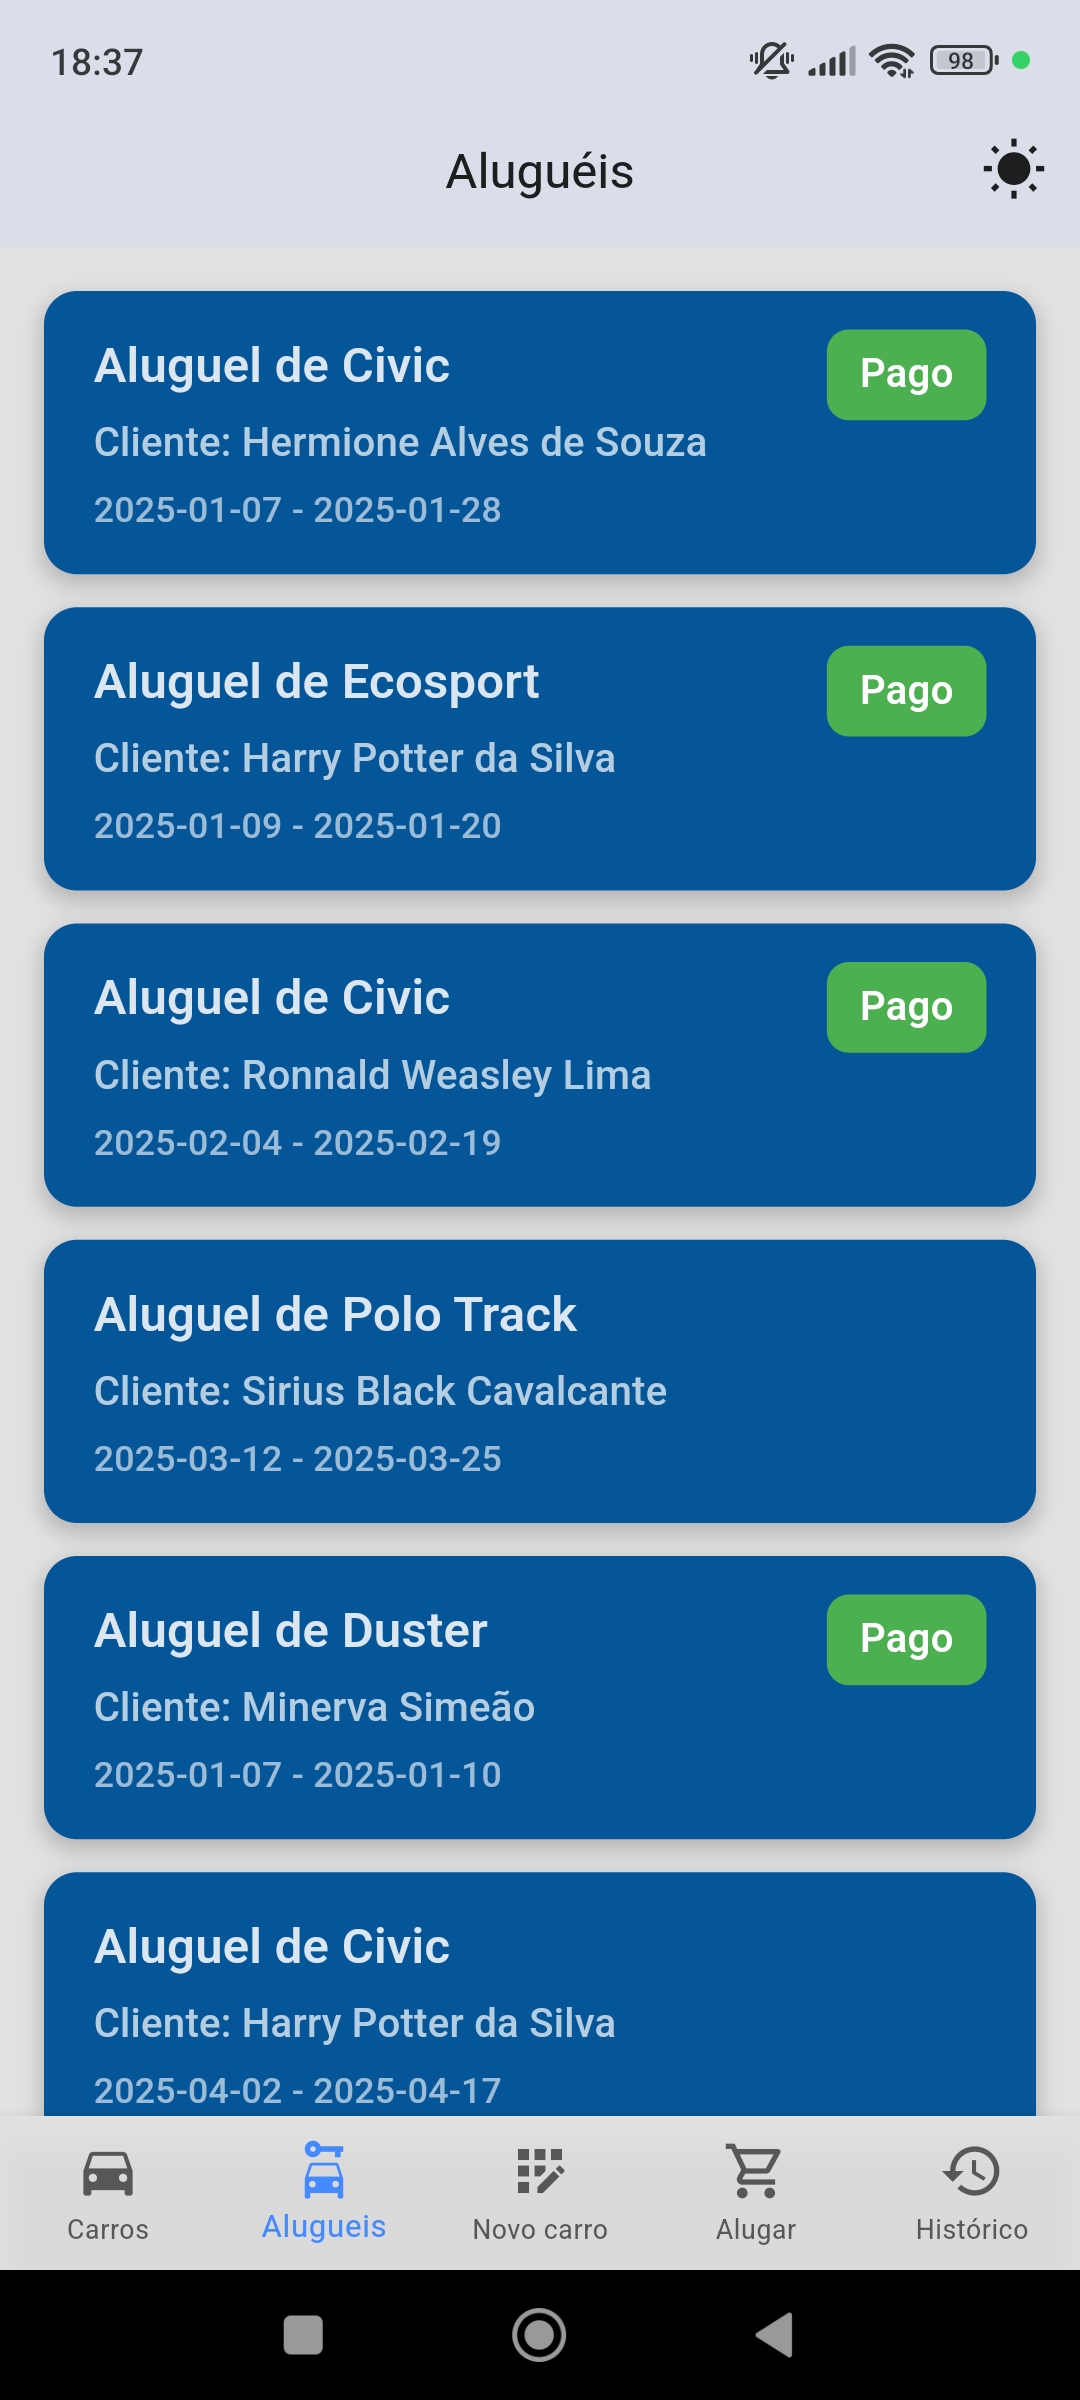 18:37
98
Aluguéis
Aluguel de Civic
Pago
Cliente: Hermione Alves de Souza
2025-01-07 - 2025-01-28
Aluguel de Ecosport
Pago
Cliente: Harry Potter da Silva
2025-01-09 - 2025-01-20
Aluguel de Civic
Pago
Cliente: Ronnald Weasley Lima
2025-02-04 - 2025-02-19
Aluguel de Polo Track
Cliente: Sirius Black Cavalcante
2025-03-12 - 2025-03-25
Aluguel de Duster
Pago
Cliente: Minerva Simeão
2025-01-07 - 2025-01-10
Aluguel de Civic
Cliente: Harry Potter da Silva
2025-04-02 - 2025-04-17
Carros
Alugueis
Novo carro
Alugar
Histórico